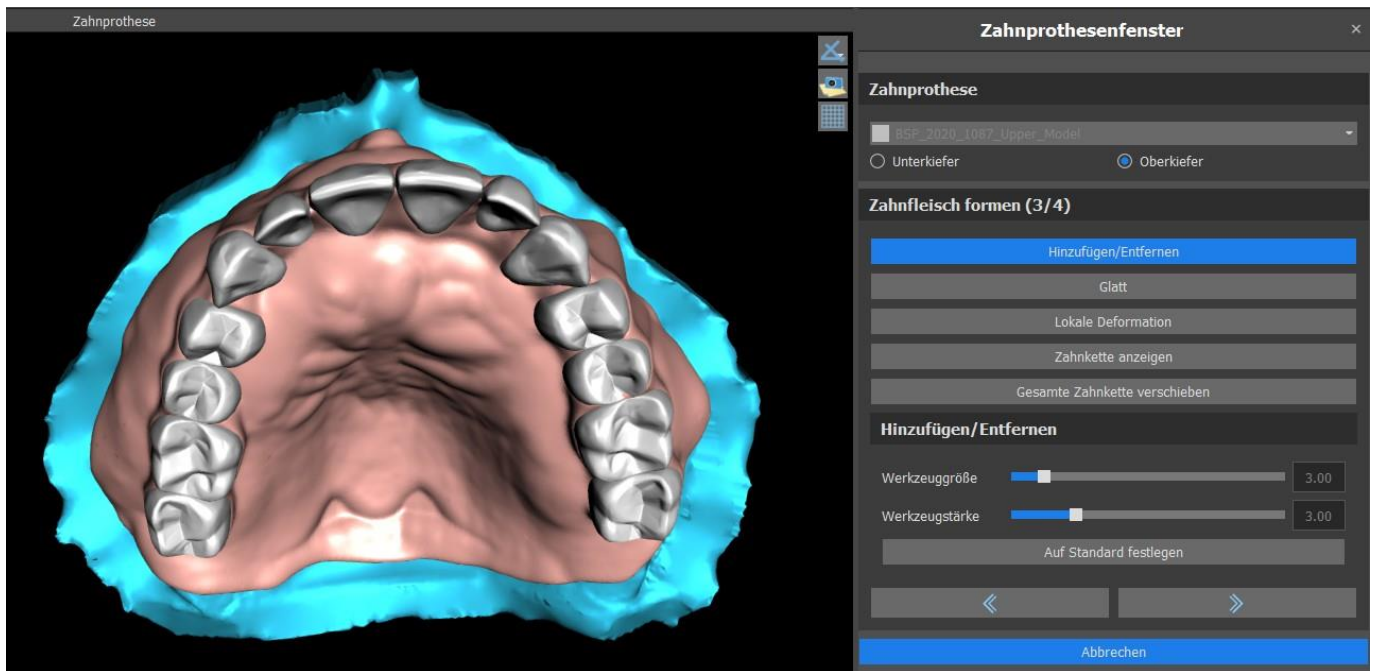 Zahnprothese
Zahnprothesenfenster
Zahnprothese
BSP_2020_1087_Upper_Model
Unterkiefer
Oberkiefer
Zahnfleisch formen (3/4)
Hinzufügen/Entfernen
Glatt
Lokale Deformation
Zahnkette anzeigen
Gesamte Zahnkette verschieben
Hinzufügen/Entfernen
Werkzeuggröße 3.00
Werkzeugstärke 3.00
Auf Standard festlegen
Abbrechen